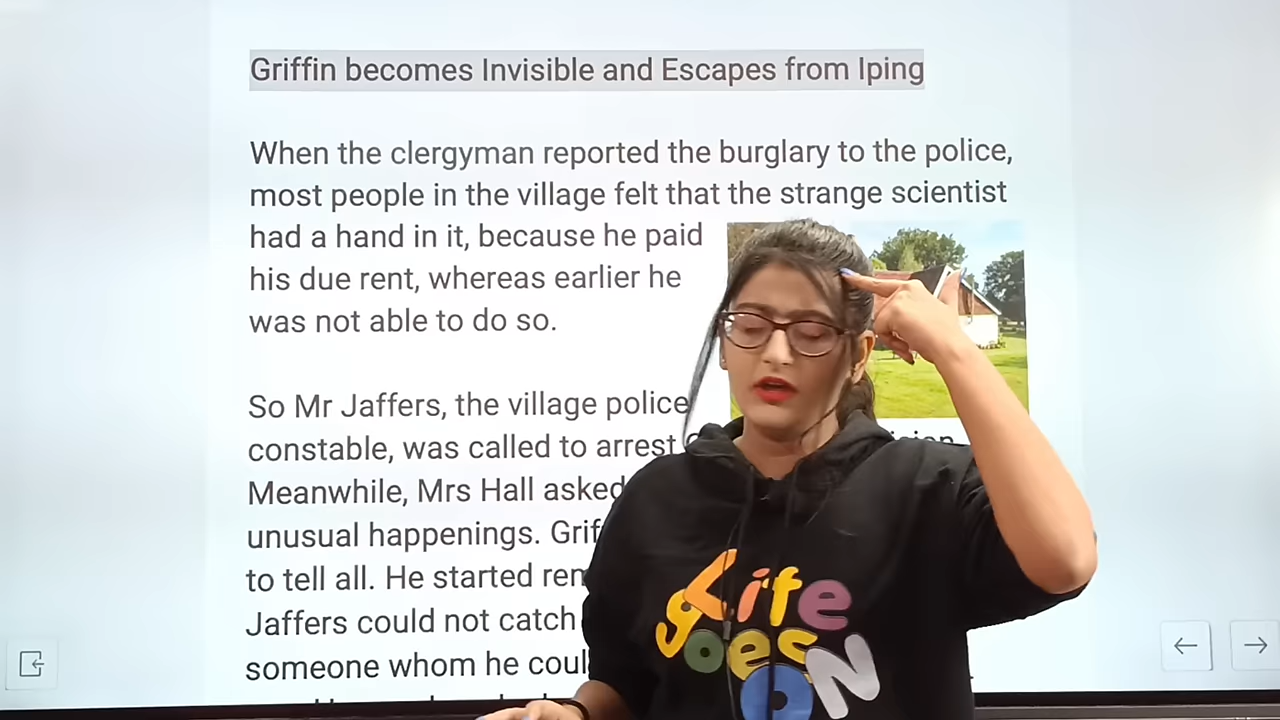 Griffin becomes Invisible and Escapes from Iping
When the clergyman reported the burglary to the police,
most people in the village felt that the strange scientist
had a hand in it, because he paid
his due rent, whereas earlier he
was not able to do so.
So Mr Jaffers, the village police
constable, was called to arrest
Meanwhile, Mrs Hall asked
unusual happenings.
to tell all. He started
Jaffers could not catch
someone whom he
Life
goes
ON